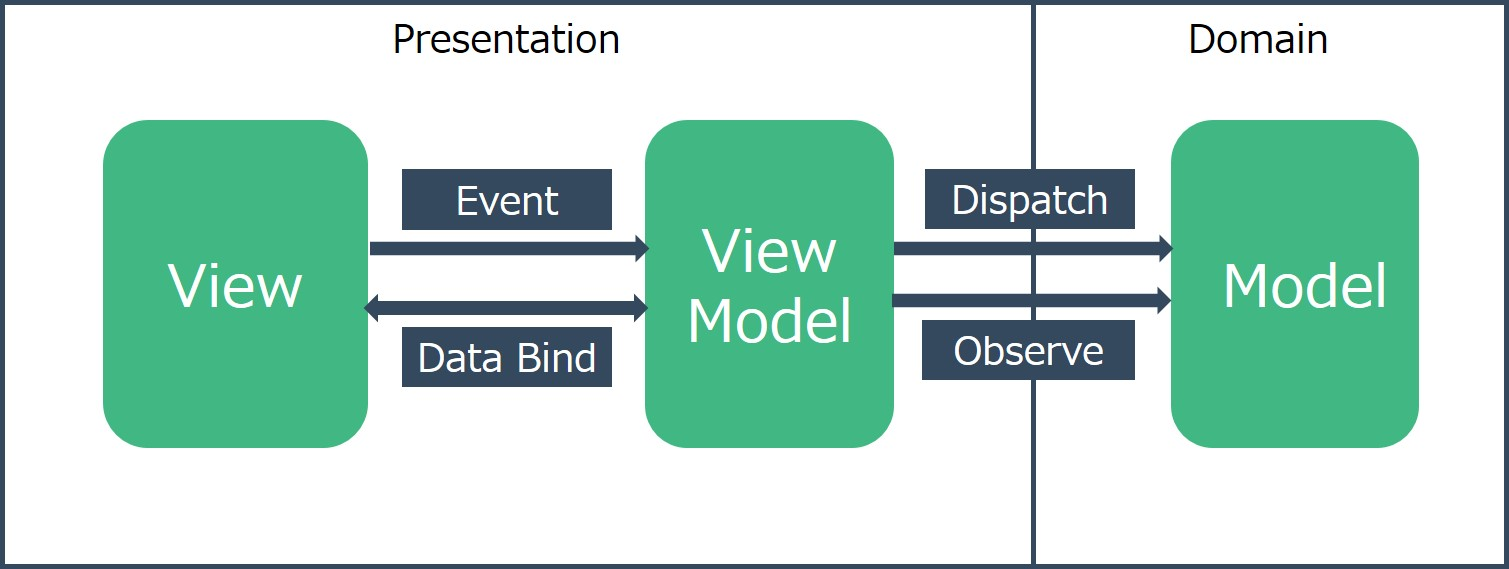 Presentation
Domain
View
Event
Data Bind
View
Model
Dispatch
Observe
Model